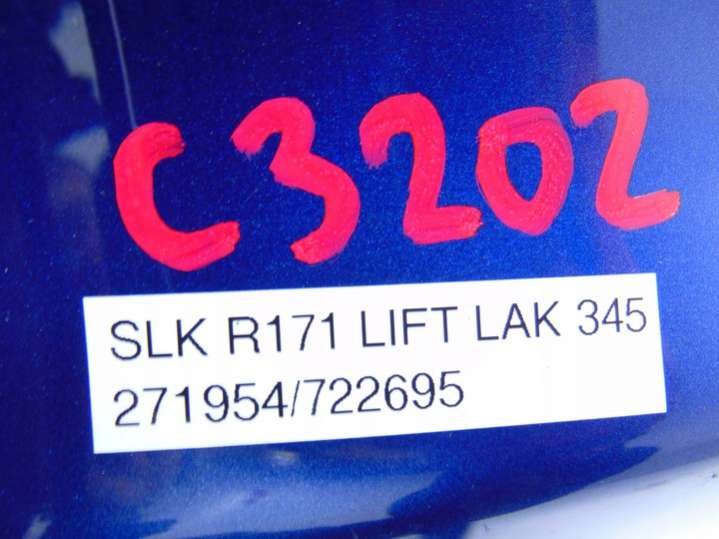 C3202
SLK R171 LIFT LAK 345
271954/722695